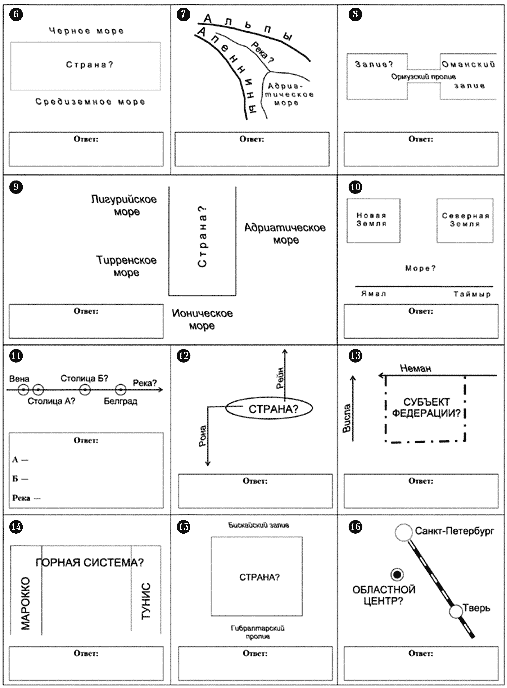 6
Черное море
Страна?
Средиземное море
Ответ:
7
Альпы
Апеннины
Река?
Адриа-
тическое
море
Ответ:
8
Залив?
Оманский
залив
Ормузский пролив
Ответ:
9
Лигурийское
море
Страна?
Адриатическое
море
Тирренское
море
Ионическое
море
Ответ:
10
Новая
Земля
Северная
Земля
Море?
Ямал
Таймыр
Ответ:
11
Вена
Столица Б?
Река?
Столица А?
Белград
Ответ:
А —
Б —
Река —
12
Рейн
СТРАНА?
Рона
Ответ:
13
Неман
Висла
СУБЪЕКТ
ФЕДЕРАЦИИ?
Ответ:
14
ГОРНАЯ СИСТЕМА?
МАРОККО
ТУНИС
Ответ:
15
Бискайский залив
СТРАНА?
Гибралтарский
пролив
Ответ:
16
Санкт-Петербург
ОБЛАСТНОЙ
ЦЕНТР?
Тверь
Ответ: